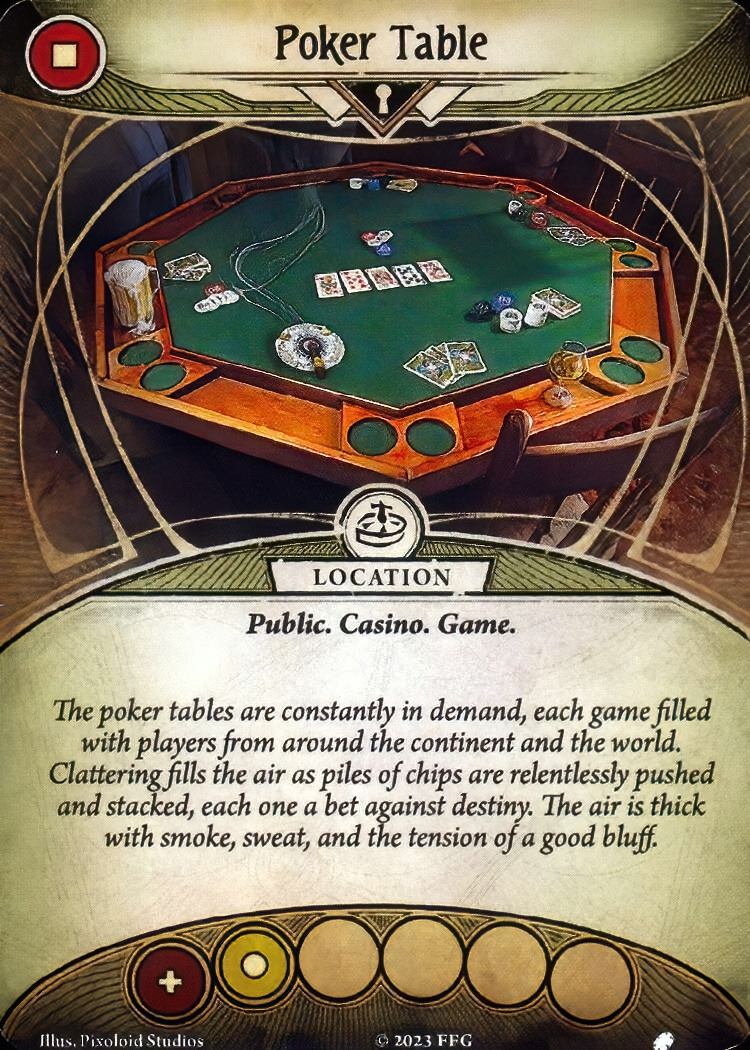 Poker Table
LOCATION
Public. Casino. Game.
The poker tables are constantly in demand, each game filled
with players from around the continent and the world.
Clattering fills the air as piles of chips are relentlessly pushed
and stacked, each one a bet against destiny. The air is thick
with smoke, sweat, and the tension of a good bluff.
Illus. Pixoloid Studios
© 2023 FFG